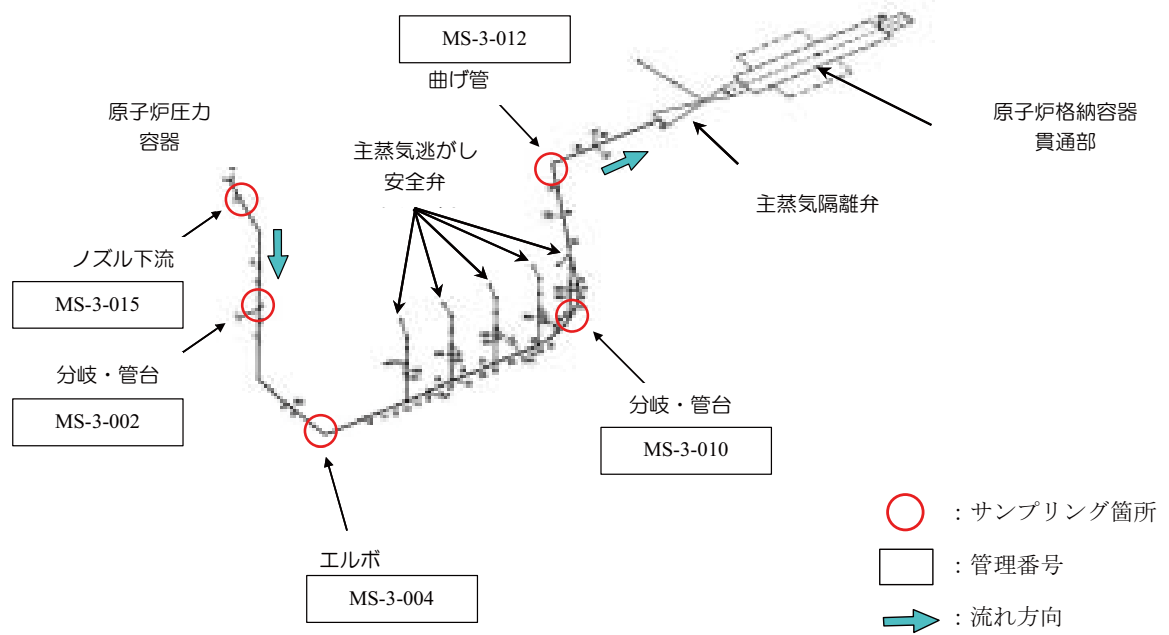 MS-3-012
曲げ管
原子炉圧力
容器
主蒸気逃がし
安全弁
原子炉格納容器
貫通部
主蒸気隔離弁
ノズル下流
MS-3-015
分岐・管台
MS-3-002
分岐・管台
MS-3-010
エルボ
MS-3-004
:サンプリング箇所
:管理番号
:流れ方向